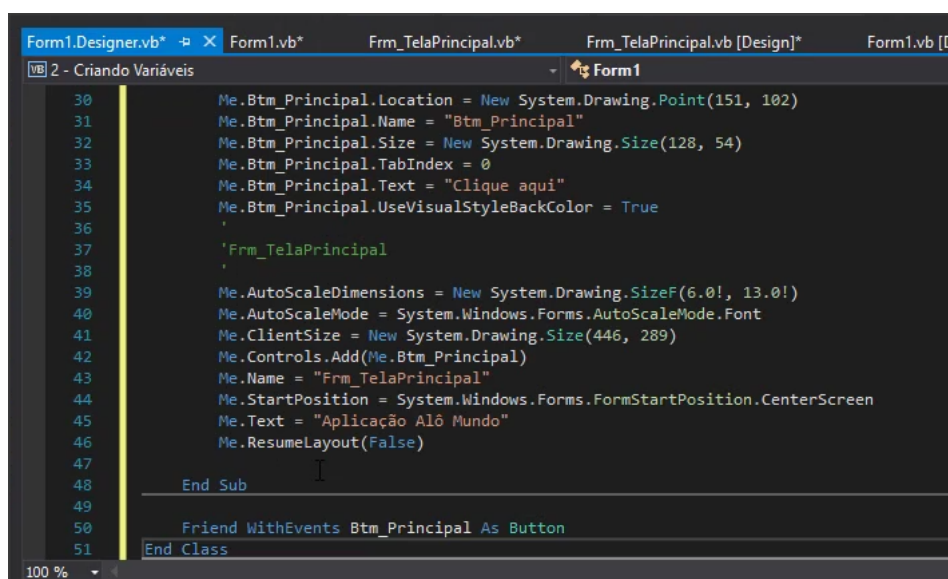 Form1.Designer.vb* Form1.vb* Frm_TelaPrincipal.vb* Frm_TelaPrincipal.vb [Design]* Form1.vb [
VB 2 - Criando Variáveis Form1
30 Me.Btm_Principal.Location = New System.Drawing.Point(151, 102)
31 Me.Btm_Principal.Name = "Btm_Principal"
32 Me.Btm_Principal.Size = New System.Drawing.Size(128, 54)
33 Me.Btm_Principal.TabIndex = 0
34 Me.Btm_Principal.Text = "Clique aqui"
35 Me.Btm_Principal.UseVisualStyleBackColor = True
36 '
37 'Frm_TelaPrincipal
38 '
39 Me.AutoScaleDimensions = New System.Drawing.SizeF(6.0!, 13.0!)
40 Me.AutoScaleMode = System.Windows.Forms.AutoScaleMode.Font
41 Me.ClientSize = New System.Drawing.Size(446, 289)
42 Me.Controls.Add(Me.Btm_Principal)
43 Me.Name = "Frm_TelaPrincipal"
44 Me.StartPosition = System.Windows.Forms.FormStartPosition.CenterScreen
45 Me.Text = "Aplicação Alô Mundo"
46 Me.ResumeLayout(False)
47
48 End Sub
49
50 Friend WithEvents Btm_Principal As Button
51 End Class
100 %